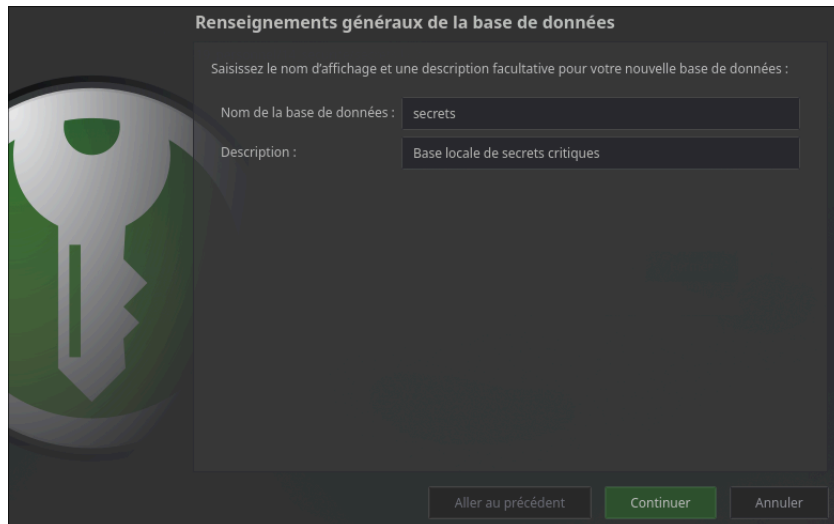 Renseignements généraux de la base de données
Saisissez le nom d’affichage et une description facultative pour votre nouvelle base de données :
Nom de la base de données : secrets
Description : Base locale de secrets critiques
Aller au précédent Continuer Annuler